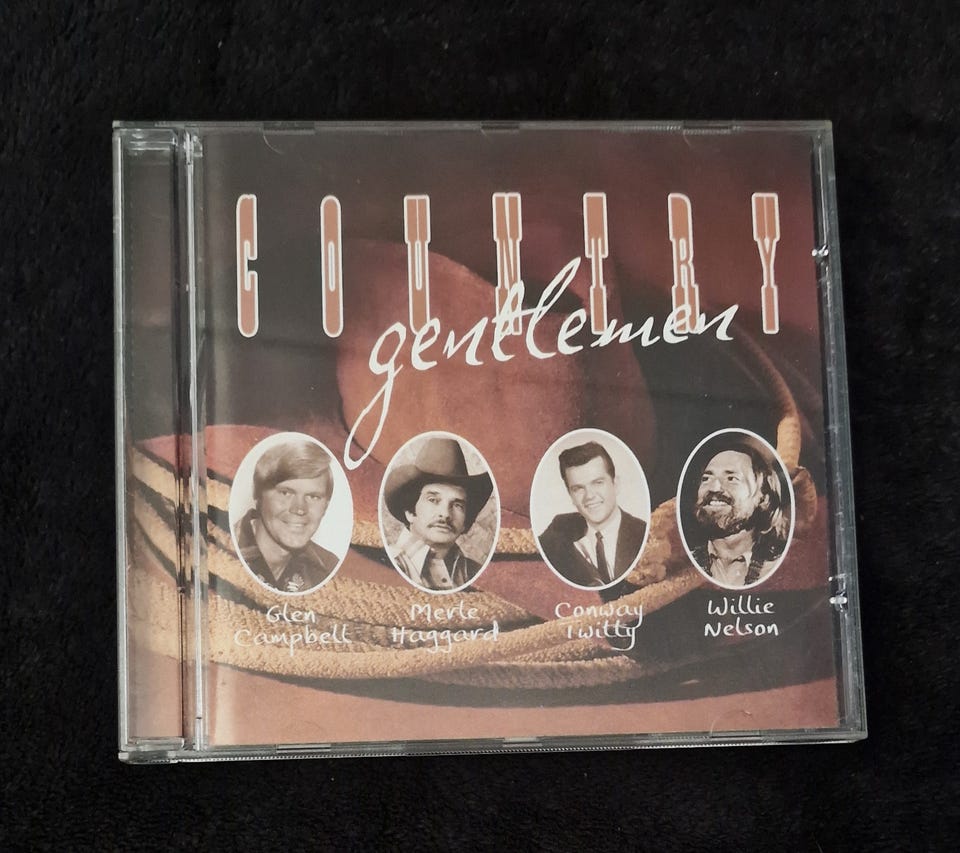 COUNTRY
gentlemen
Glen
Campbell
Merle
Haggard
Conway
Twitty
Willie
Nelson